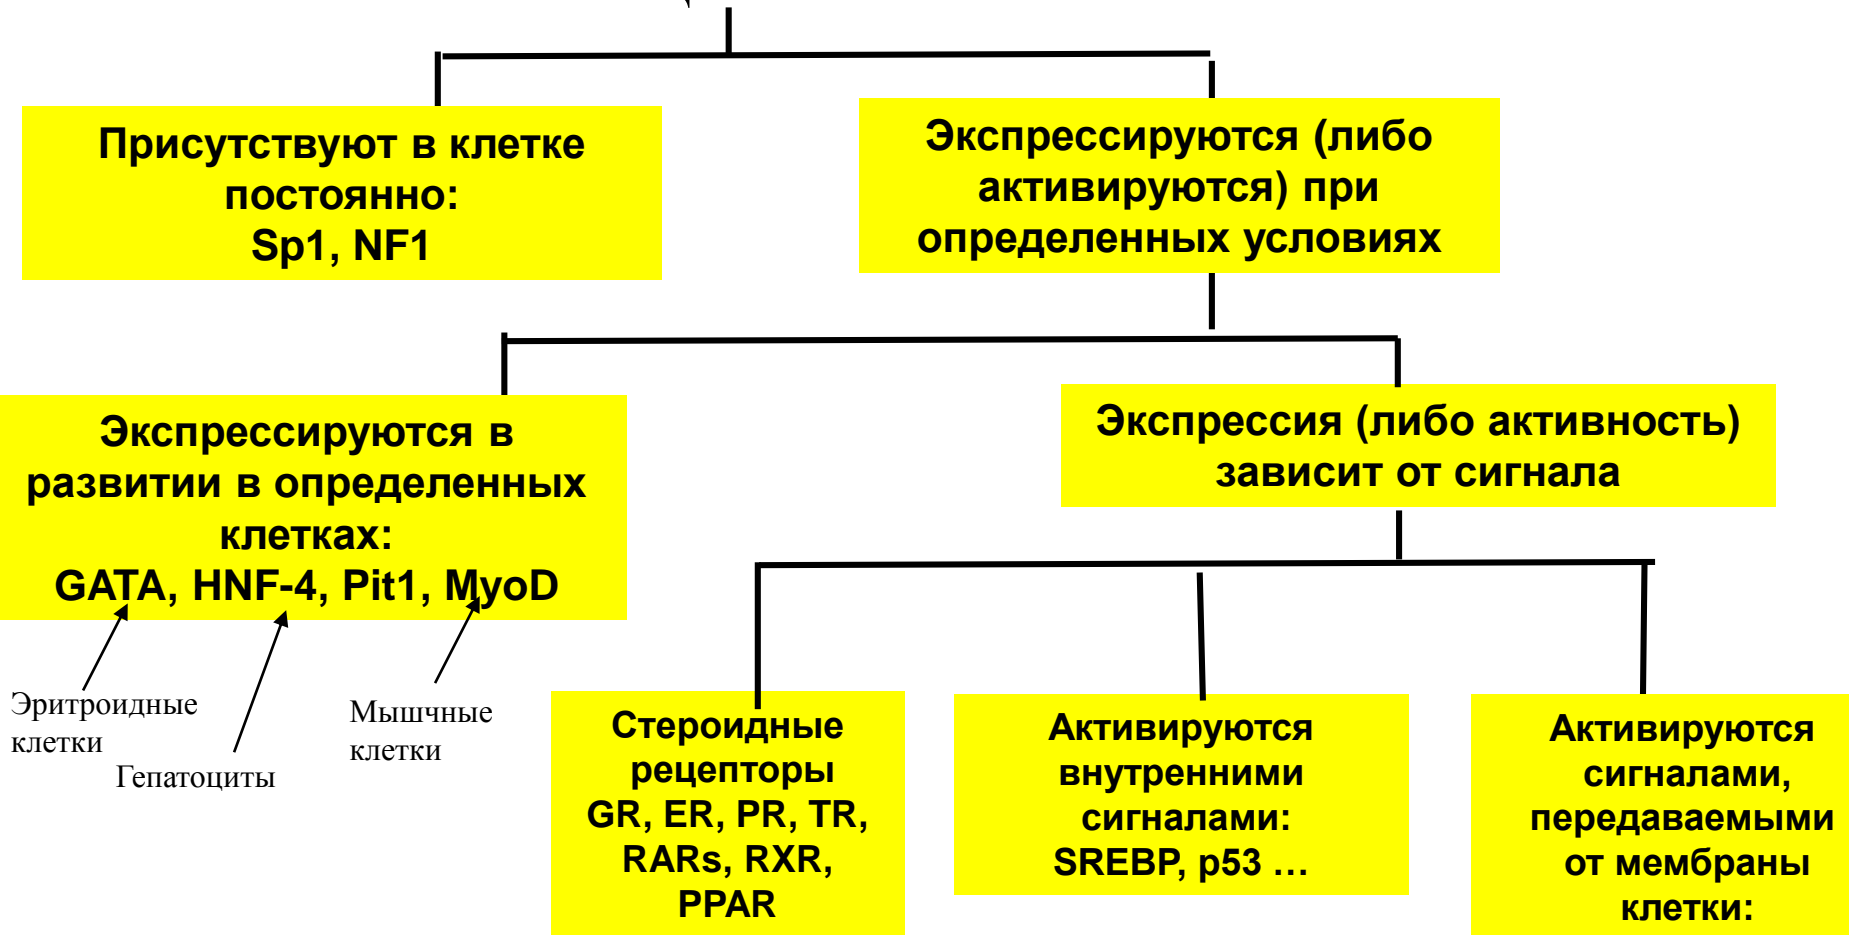 Присутствуют в клетке
постоянно:
Sp1, NF1
Экспрессируются (либо
активируются) при
определенных условиях
Экспрессируются в
развитии в определенных
клетках:
GATA, HNF-4, Pit1, MyoD
Экспрессия (либо активность)
зависит от сигнала
Эритроидные
клетки
Гепатоциты
Мышчные
клетки
Стероидные
рецепторы
GR, ER, PR, TR,
RARs, RXR,
PPAR
Активируются
внутренними
сигналами:
SREBP, p53 …
Активируются
сигналами,
передаваемыми
от мембраны
клетки: